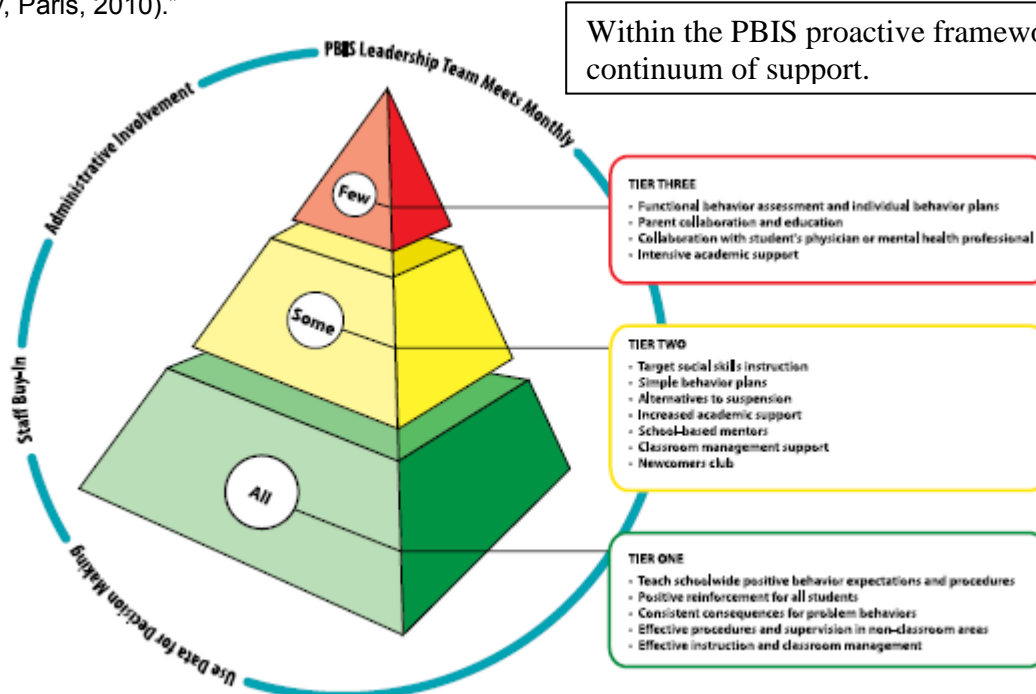 , Paris, 2010)."
Within the PBIS proactive
continuum of support.
PBIS Leadership Team Meets Monthly
Administrative Involvement
Staff Buy-In
Use Data for Decision Making
Few
Some
All
TIER THREE
- Functional behavior assessment and individual behavior plans
- Parent collaboration and education
- Collaboration with student's physician or mental health professional
- Intensive academic support
TIER TWO
- Target social skills instruction
- Simple behavior plans
- Alternatives to suspension
- Increased academic support
- School-based mentors
- Classroom management support
- Newcomers club
TIER ONE
- Teach schoolwide positive behavior expectations and procedures
- Positive reinforcement for all students
- Consistent consequences for problem behaviors
- Effective procedures and supervision in non-classroom areas
- Effective instruction and classroom management